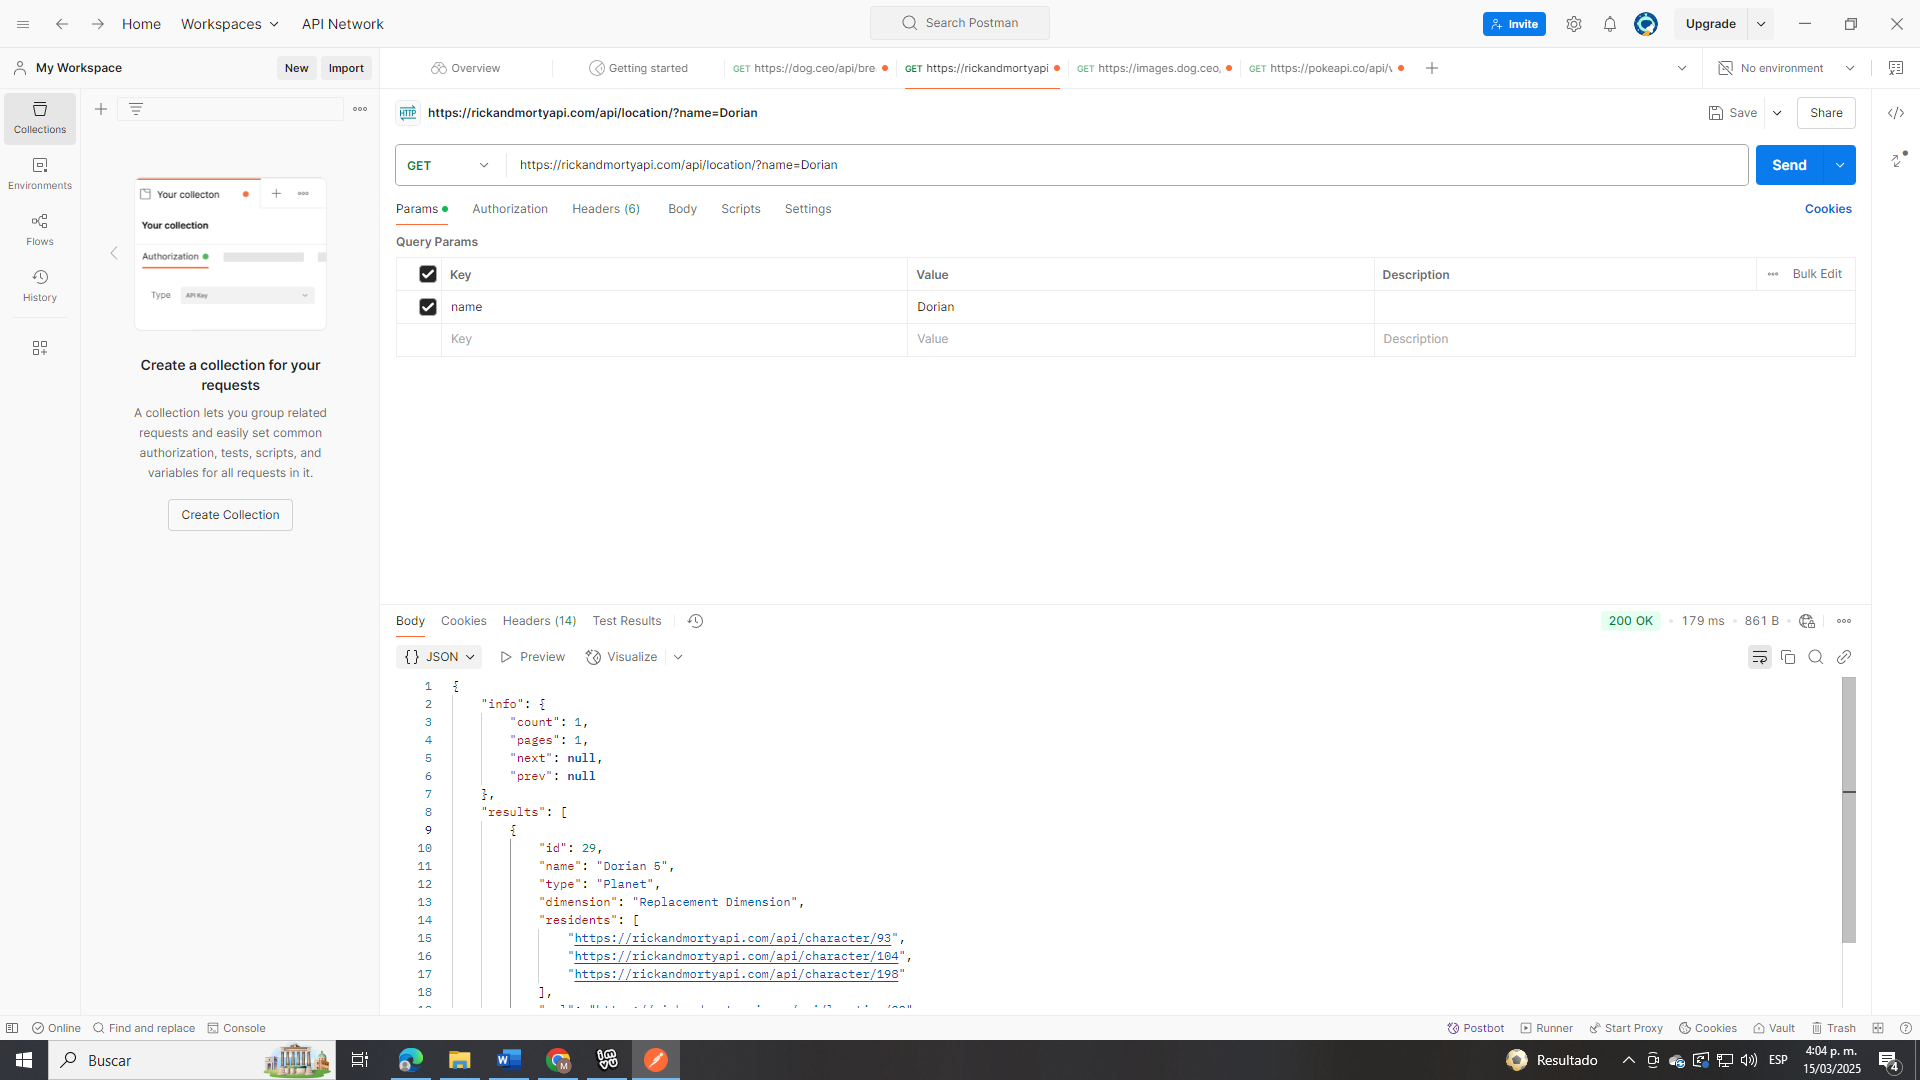 Home
Workspaces
API Network
Search Postman
Invite
Upgrade
My Workspace
New
Import
Overview
Getting started
GET https://dog.ceo/api/bre
GET https://rickandmortyapi
GET https://images.dog.ceo,
GET https://pokeapi.co/api/v
No environment
Collections
Environments
Flows
History
Your collecton
Your collection
Authorization
Type
API Key
Create a collection for your
requests
A collection lets you group related
requests and easily set common
authorization, tests, scripts, and
variables for all requests in it.
Create Collection
HTTP
https://rickandmortyapi.com/api/location/?name=Dorian
Save
Share
GET
https://rickandmortyapi.com/api/location/?name=Dorian
Send
Params
Authorization
Headers (6)
Body
Scripts
Settings
Cookies
Query Params
Key
Value
Description
Bulk Edit
name
Dorian
Key
Value
Description
Body
Cookies
Headers (14)
Test Results
200 OK
179 ms
861 B
{} JSON
Preview
Visualize
1 {
2 "info": {
3 "count": 1,
4 "pages": 1,
5 "next": null,
6 "prev": null
7 },
8 "results": [
9 {
10 "id": 29,
11 "name": "Dorian 5",
12 "type": "Planet",
13 "dimension": "Replacement Dimension",
14 "residents": [
15 "https://rickandmortyapi.com/api/character/93",
16 "https://rickandmortyapi.com/api/character/104",
17 "https://rickandmortyapi.com/api/character/198"
18 ],
Online
Find and replace
Console
Postbot
Runner
Start Proxy
Cookies
Vault
Trash
Buscar
M
Resultado
ESP
4:04 p. m.
15/03/2025
4